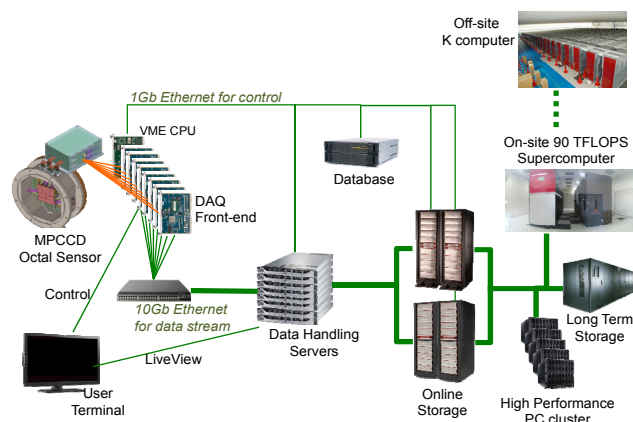 Off-site
K computer
1Gb Ethernet for control
VME CPU
On-site 90 TFLOPS
Supercomputer
Database
DAQ
Front-end
MPCCD
Octal Sensor
Control
10Gb Ethernet
for data stream
Data Handling
Servers
LiveView
User
Terminal
Online
Storage
Long Term
Storage
High Performance
PC cluster